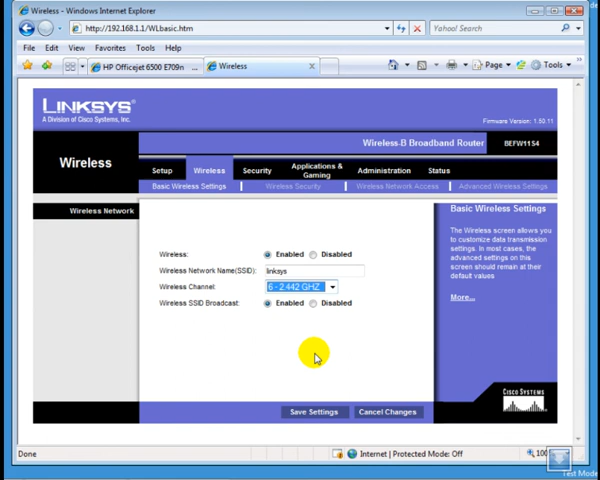 Wireless - Windows Internet Explorer
http://192.168.1.1/WLbasic.htm
Yahoo! Search
File Edit View Favorites Tools Help
HP Officejet 6500 E709n ...
Wireless
Page
Tools
LINKSYS®
A Division of Cisco Systems, Inc.
Firmware Version: 1.50.11
Wireless-B Broadband Router
BEFW11S4
Wireless
Setup
Wireless
Security
Applications &
Gaming
Administration
Status
Basic Wireless Settings
Wireless Security
Wireless Network Access
Advanced Wireless Settings
Wireless Network
Wireless: Enabled Disabled
Wireless Network Name(SSID): linksys
Wireless Channel: 6 - 2.442 GHZ
Wireless SSID Broadcast: Enabled Disabled
Basic Wireless Settings
The Wireless screen allows you
to customize data transmission
settings. In most cases, the
advanced settings on this
screen should remain at their
default values
More...
CISCO SYSTEMS
Save Settings
Cancel Changes
Done
Internet | Protected Mode: Off
Test Mode